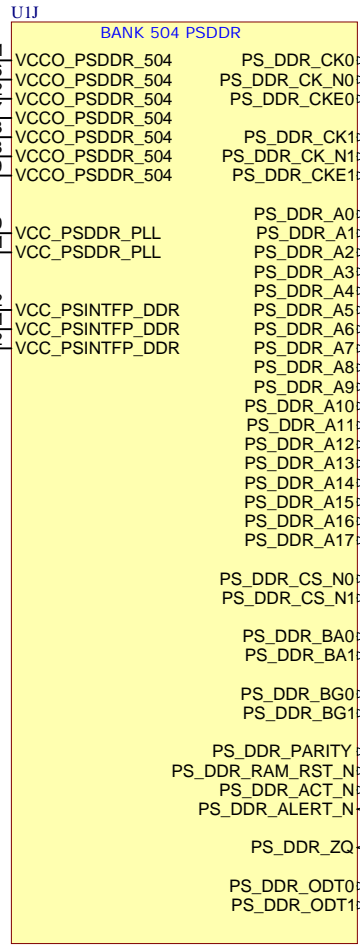 U1J
BANK 504 PSDDR
VCCO_PSDDR_504 PS_DDR_CK0
VCCO_PSDDR_504 PS_DDR_CK_N0
VCCO_PSDDR_504 PS_DDR_CKE0
VCCO_PSDDR_504
VCCO_PSDDR_504 PS_DDR_CK1
VCCO_PSDDR_504 PS_DDR_CK_N1
VCCO_PSDDR_504 PS_DDR_CKE1
PS_DDR_A0
VCC_PSDDR_PLL PS_DDR_A1
VCC_PSDDR_PLL PS_DDR_A2
PS_DDR_A3
PS_DDR_A4
VCC_PSINTFP_DDR PS_DDR_A5
VCC_PSINTFP_DDR PS_DDR_A6
VCC_PSINTFP_DDR PS_DDR_A7
PS_DDR_A8
PS_DDR_A9
PS_DDR_A10
PS_DDR_A11
PS_DDR_A12
PS_DDR_A13
PS_DDR_A14
PS_DDR_A15
PS_DDR_A16
PS_DDR_A17
PS_DDR_CS_N0
PS_DDR_CS_N1
PS_DDR_BA0
PS_DDR_BA1
PS_DDR_BG0
PS_DDR_BG1
PS_DDR_PARITY
PS_DDR_RAM_RST_N
PS_DDR_ACT_N
PS_DDR_ALERT_N
PS_DDR_ZQ
PS_DDR_ODT0
PS_DDR_ODT1